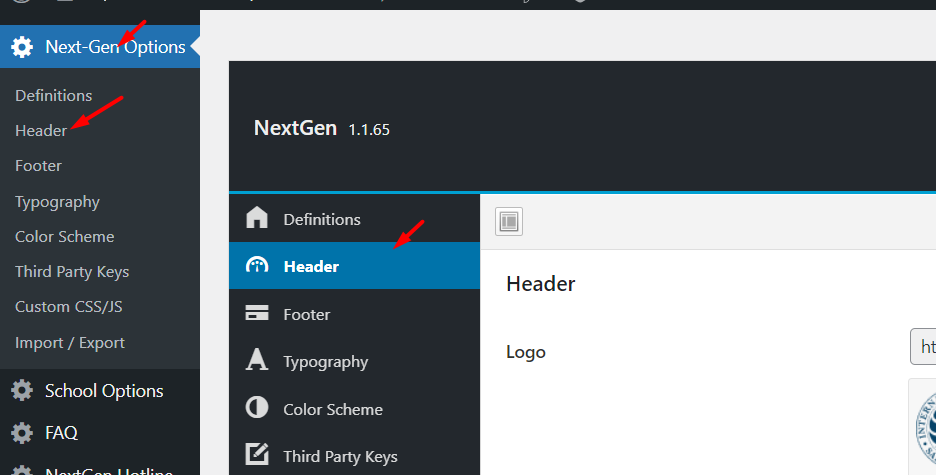 Next-Gen Options
Definitions
Header
Footer
Typography
Color Scheme
Third Party Keys
Custom CSS/JS
Import / Export
School Options
FAQ
NextGen Hotline
NextGen 1.1.65
Definitions
Header
Footer
Typography
Color Scheme
Third Party Keys
Header
Logo
ht
INTERN
SA